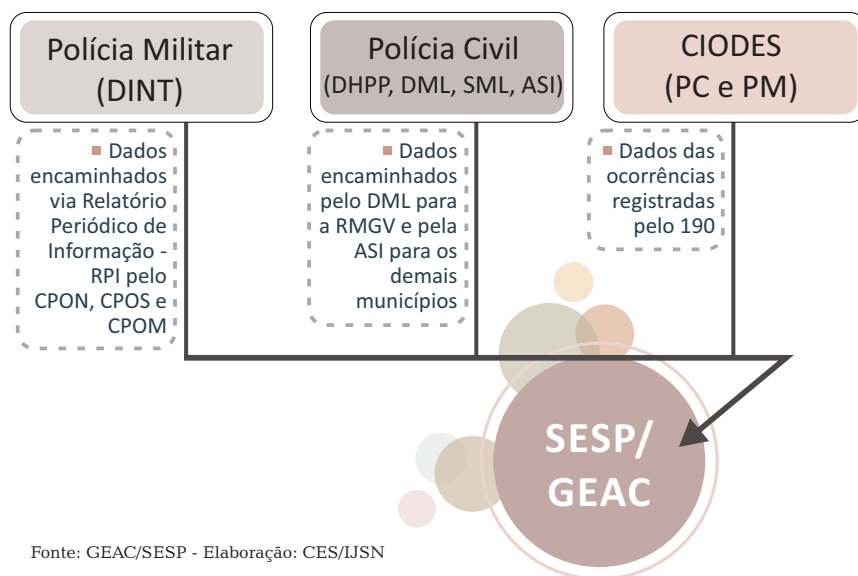 Polícia Militar
(DINT)
Polícia Civil
(DHPP, DML, SML, ASI)
CIODES
(PC e PM)
Dados
encaminhados
via Relatório
Periódico de
Informação -
RPI pelo
CPON, CPOS e
CPOM
Dados
encaminhados
pelo DML para
a RMGV e pela
ASI para os
demais
municípios
Dados das
ocorrências
registradas
pelo 190
SESP/
GEAC
Fonte: GEAC/SESP - Elaboração: CES/IJSN